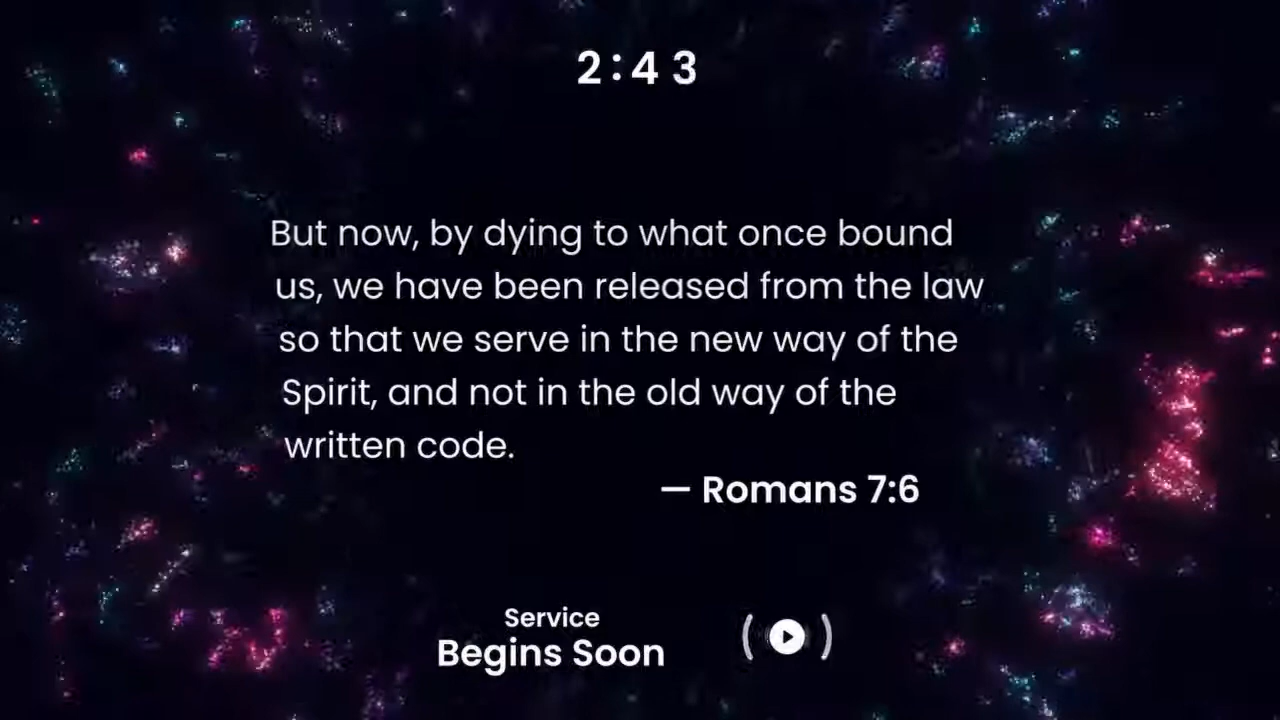 2:43
But now, by dying to what once bound
us, we have been released from the law
so that we serve in the new way of the
Spirit, and not in the old way of the
written code.
— Romans 7:6
Service
Begins Soon